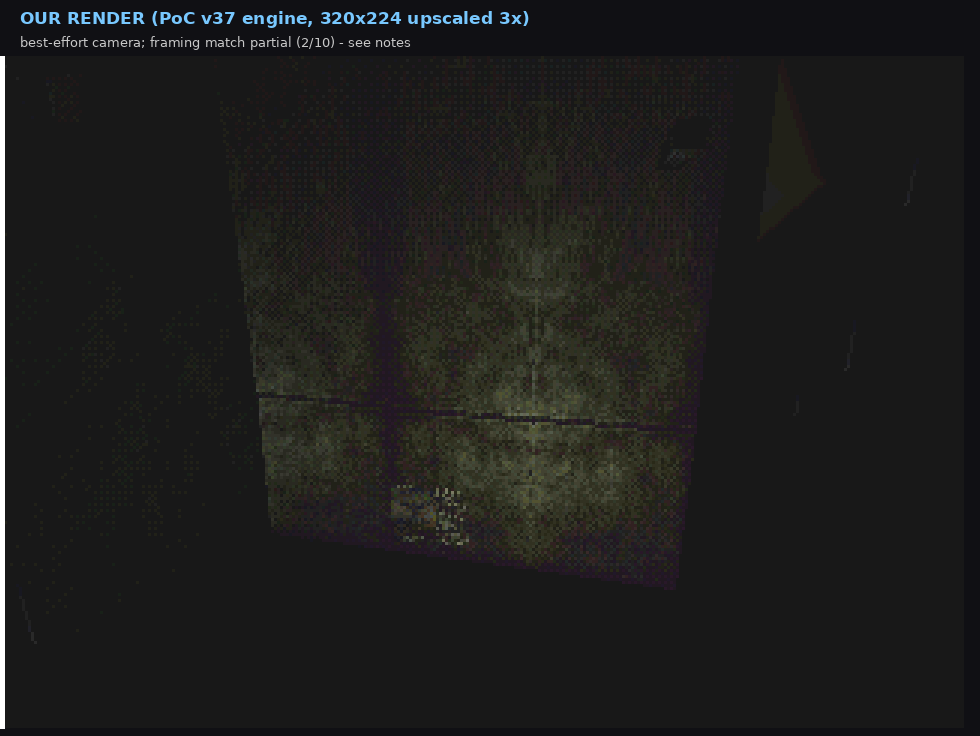 OUR RENDER (PoC v37 engine, 320x224 upscaled 3x)
best-effort camera; framing match partial (2/10) - see notes